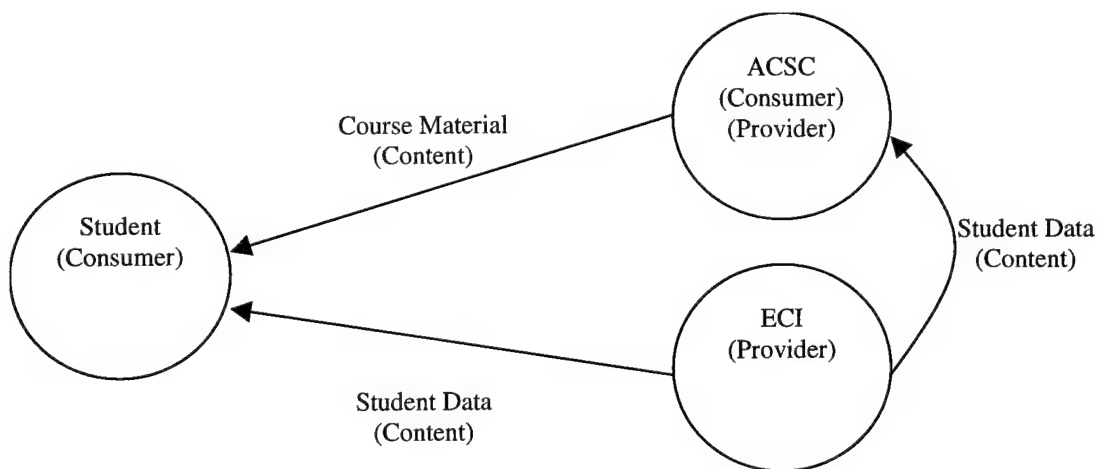 ACSC
(Consumer)
(Provider)
Course Material
(Content)
Student
(Consumer)
Student Data
(Content)
ECI
(Provider)
Student Data
(Content)